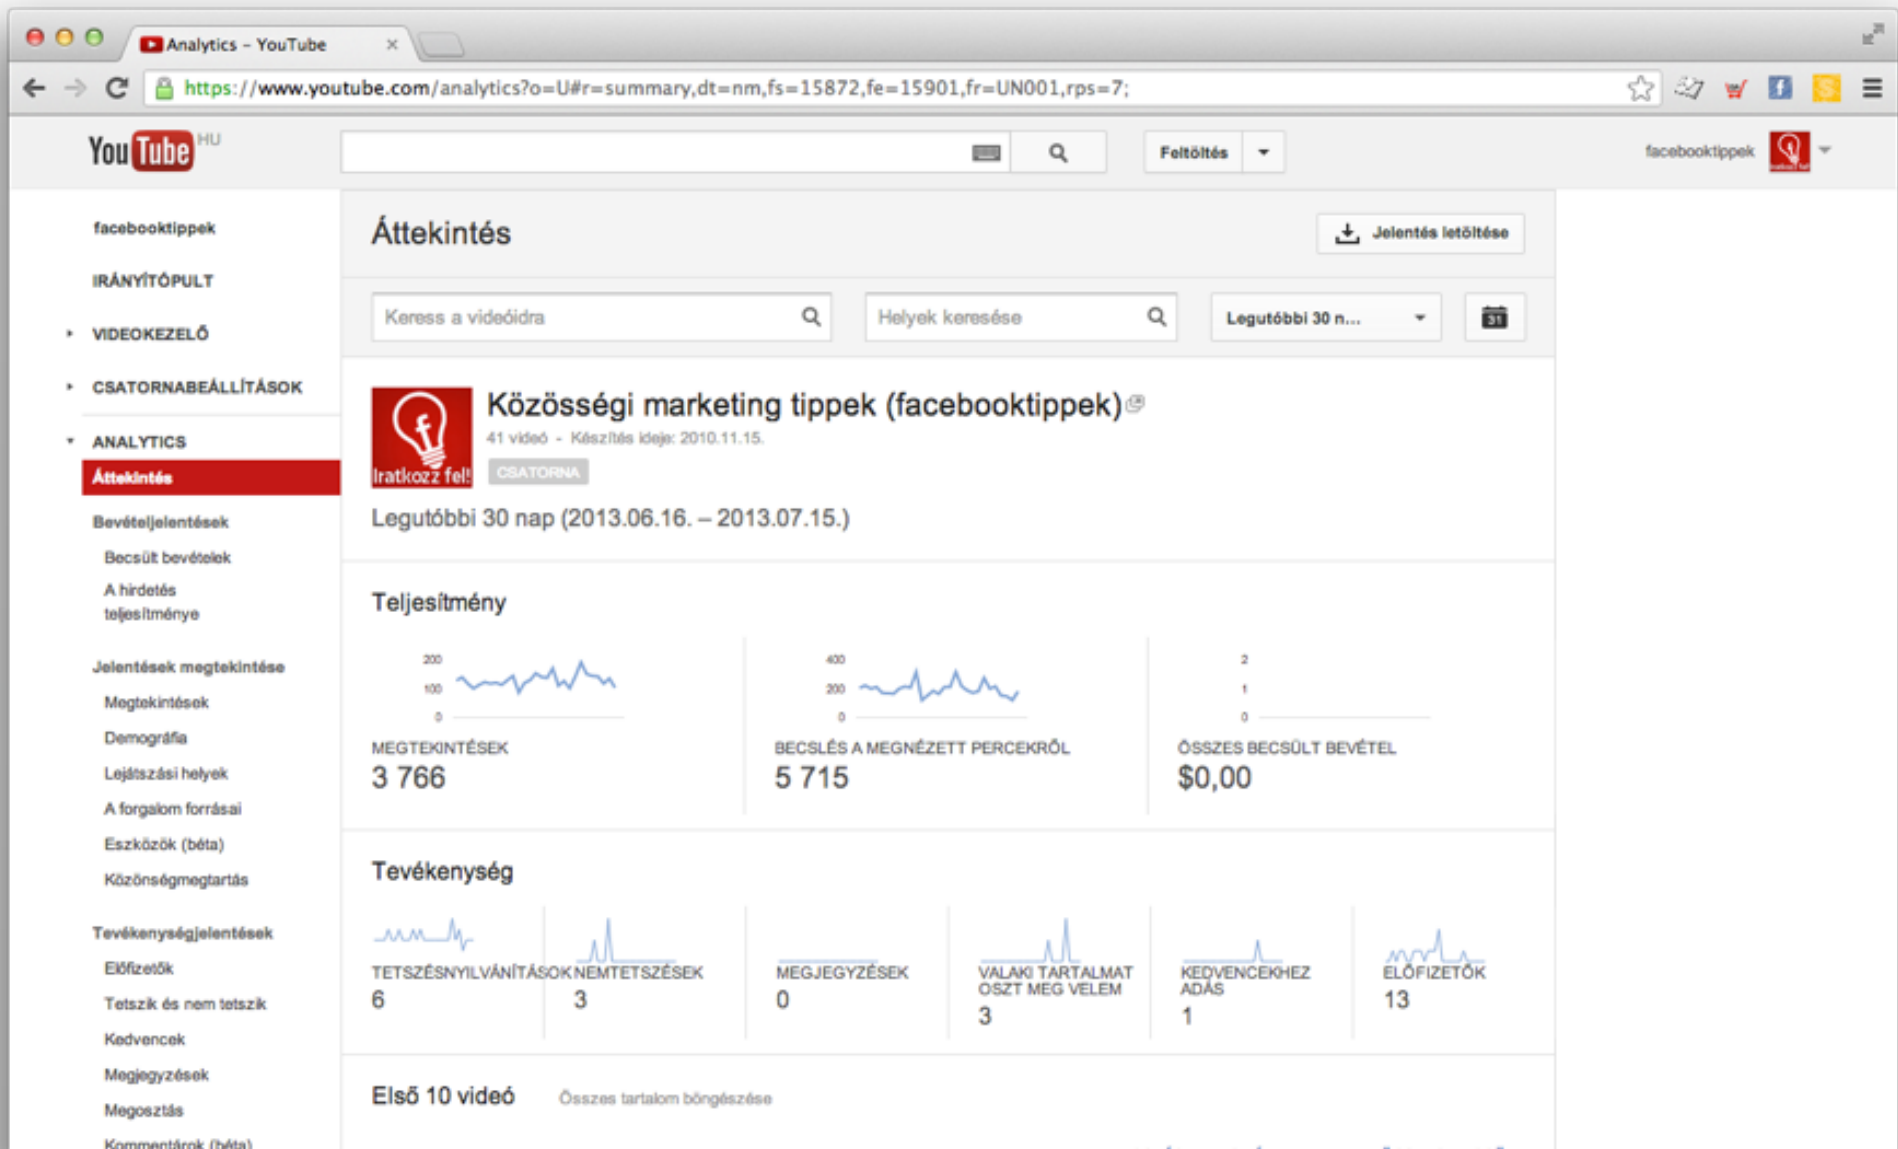 Analytics – YouTube
https://www.youtube.com/analytics?o=U#r=summary,dt=nm,fs=15872,fe=15901,fr=UN001,rps=7;
YouTube HU
Feltöltés
facebooktippek
facebooktippek
IRÁNYÍTÓPULT
VIDEOKEZELŐ
CSATORNABEÁLLÍTÁSOK
ANALYTICS
Áttekintés
Bevételjelentések
Becsült bevételek
A hirdetés
teljesítménye
Jelentések megtekintése
Megtekintések
Demográfia
Lejátszási helyek
A forgalom forrásai
Eszközök (béta)
Közönségmegtartás
Tevékenységjelentések
Előfizetők
Tetszik és nem tetszik
Kedvencek
Megjegyzések
Megosztás
Kommentárok (béta)
Áttekintés
Jelentés letöltése
Keress a videóidra
Helyek keresése
Legutóbbi 30 n...
31
f
Iratkozz fel!
Közösségi marketing tippek (facebooktippek)
41 videó - Készítés ideje: 2010.11.15.
CSATORNA
Legutóbbi 30 nap (2013.06.16. – 2013.07.15.)
Teljesítmény
200
100
0
MEGTEKINTÉSEK
3 766
400
200
0
BECSLÉS A MEGNÉZETT PERCEKRŐL
5 715
2
1
0
ÖSSZES BECSÜLT BEVÉTEL
$0,00
Tevékenység
TETSZÉSNYILVÁNÍTÁSOK
6
NEMTETSZÉSEK
3
MEGJEGYZÉSEK
0
VALAKI TARTALMAT
OSZT MEG VELEM
3
KEDVENCEKHEZ
ADÁS
1
ELŐFIZETŐK
13
Első 10 videó
Összes tartalom böngészése